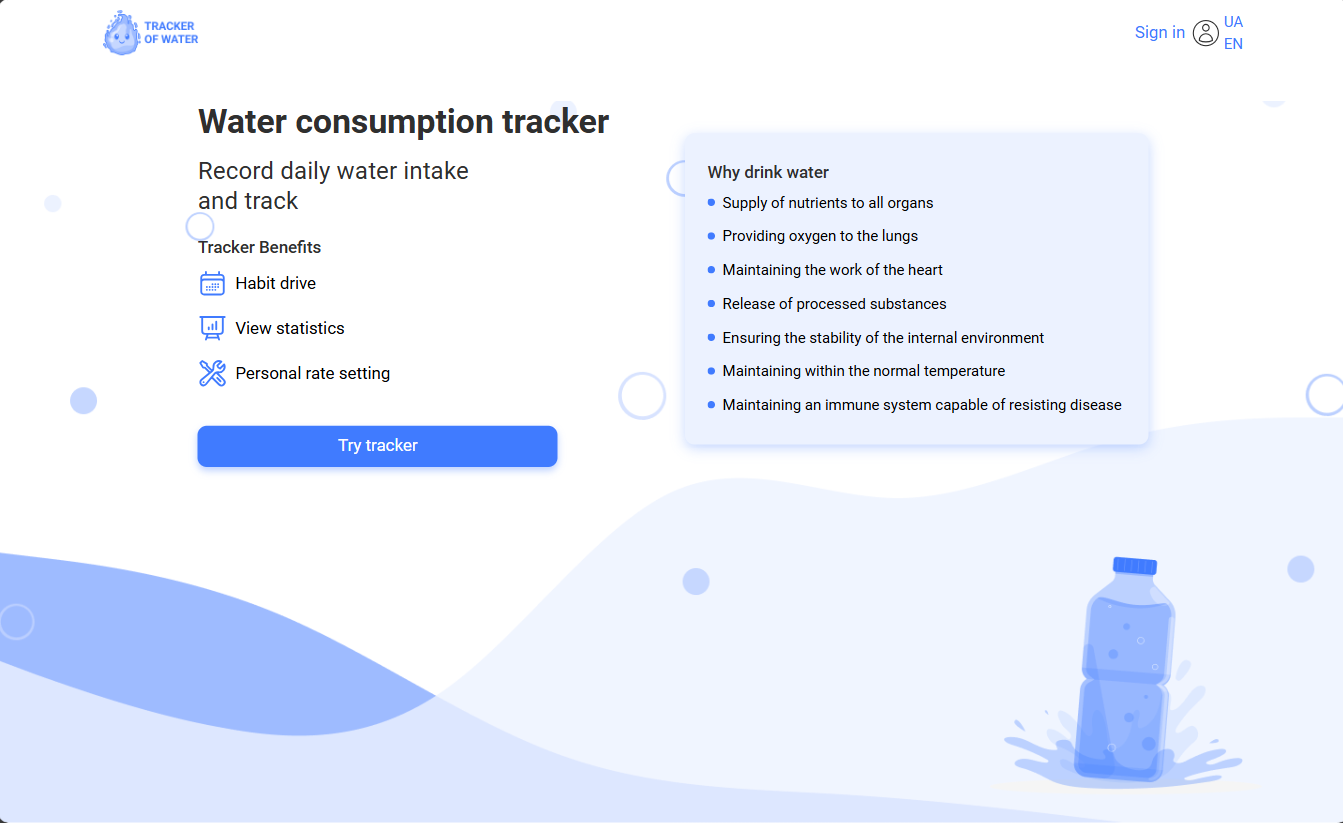 TRACKER
OF WATER
Sign in
UA
EN
Water consumption tracker
Record daily water intake
and track
Tracker Benefits
Habit drive
View statistics
Personal rate setting
Try tracker
Why drink water
Supply of nutrients to all organs
Providing oxygen to the lungs
Maintaining the work of the heart
Release of processed substances
Ensuring the stability of the internal environment
Maintaining within the normal temperature
Maintaining an immune system capable of resisting disease